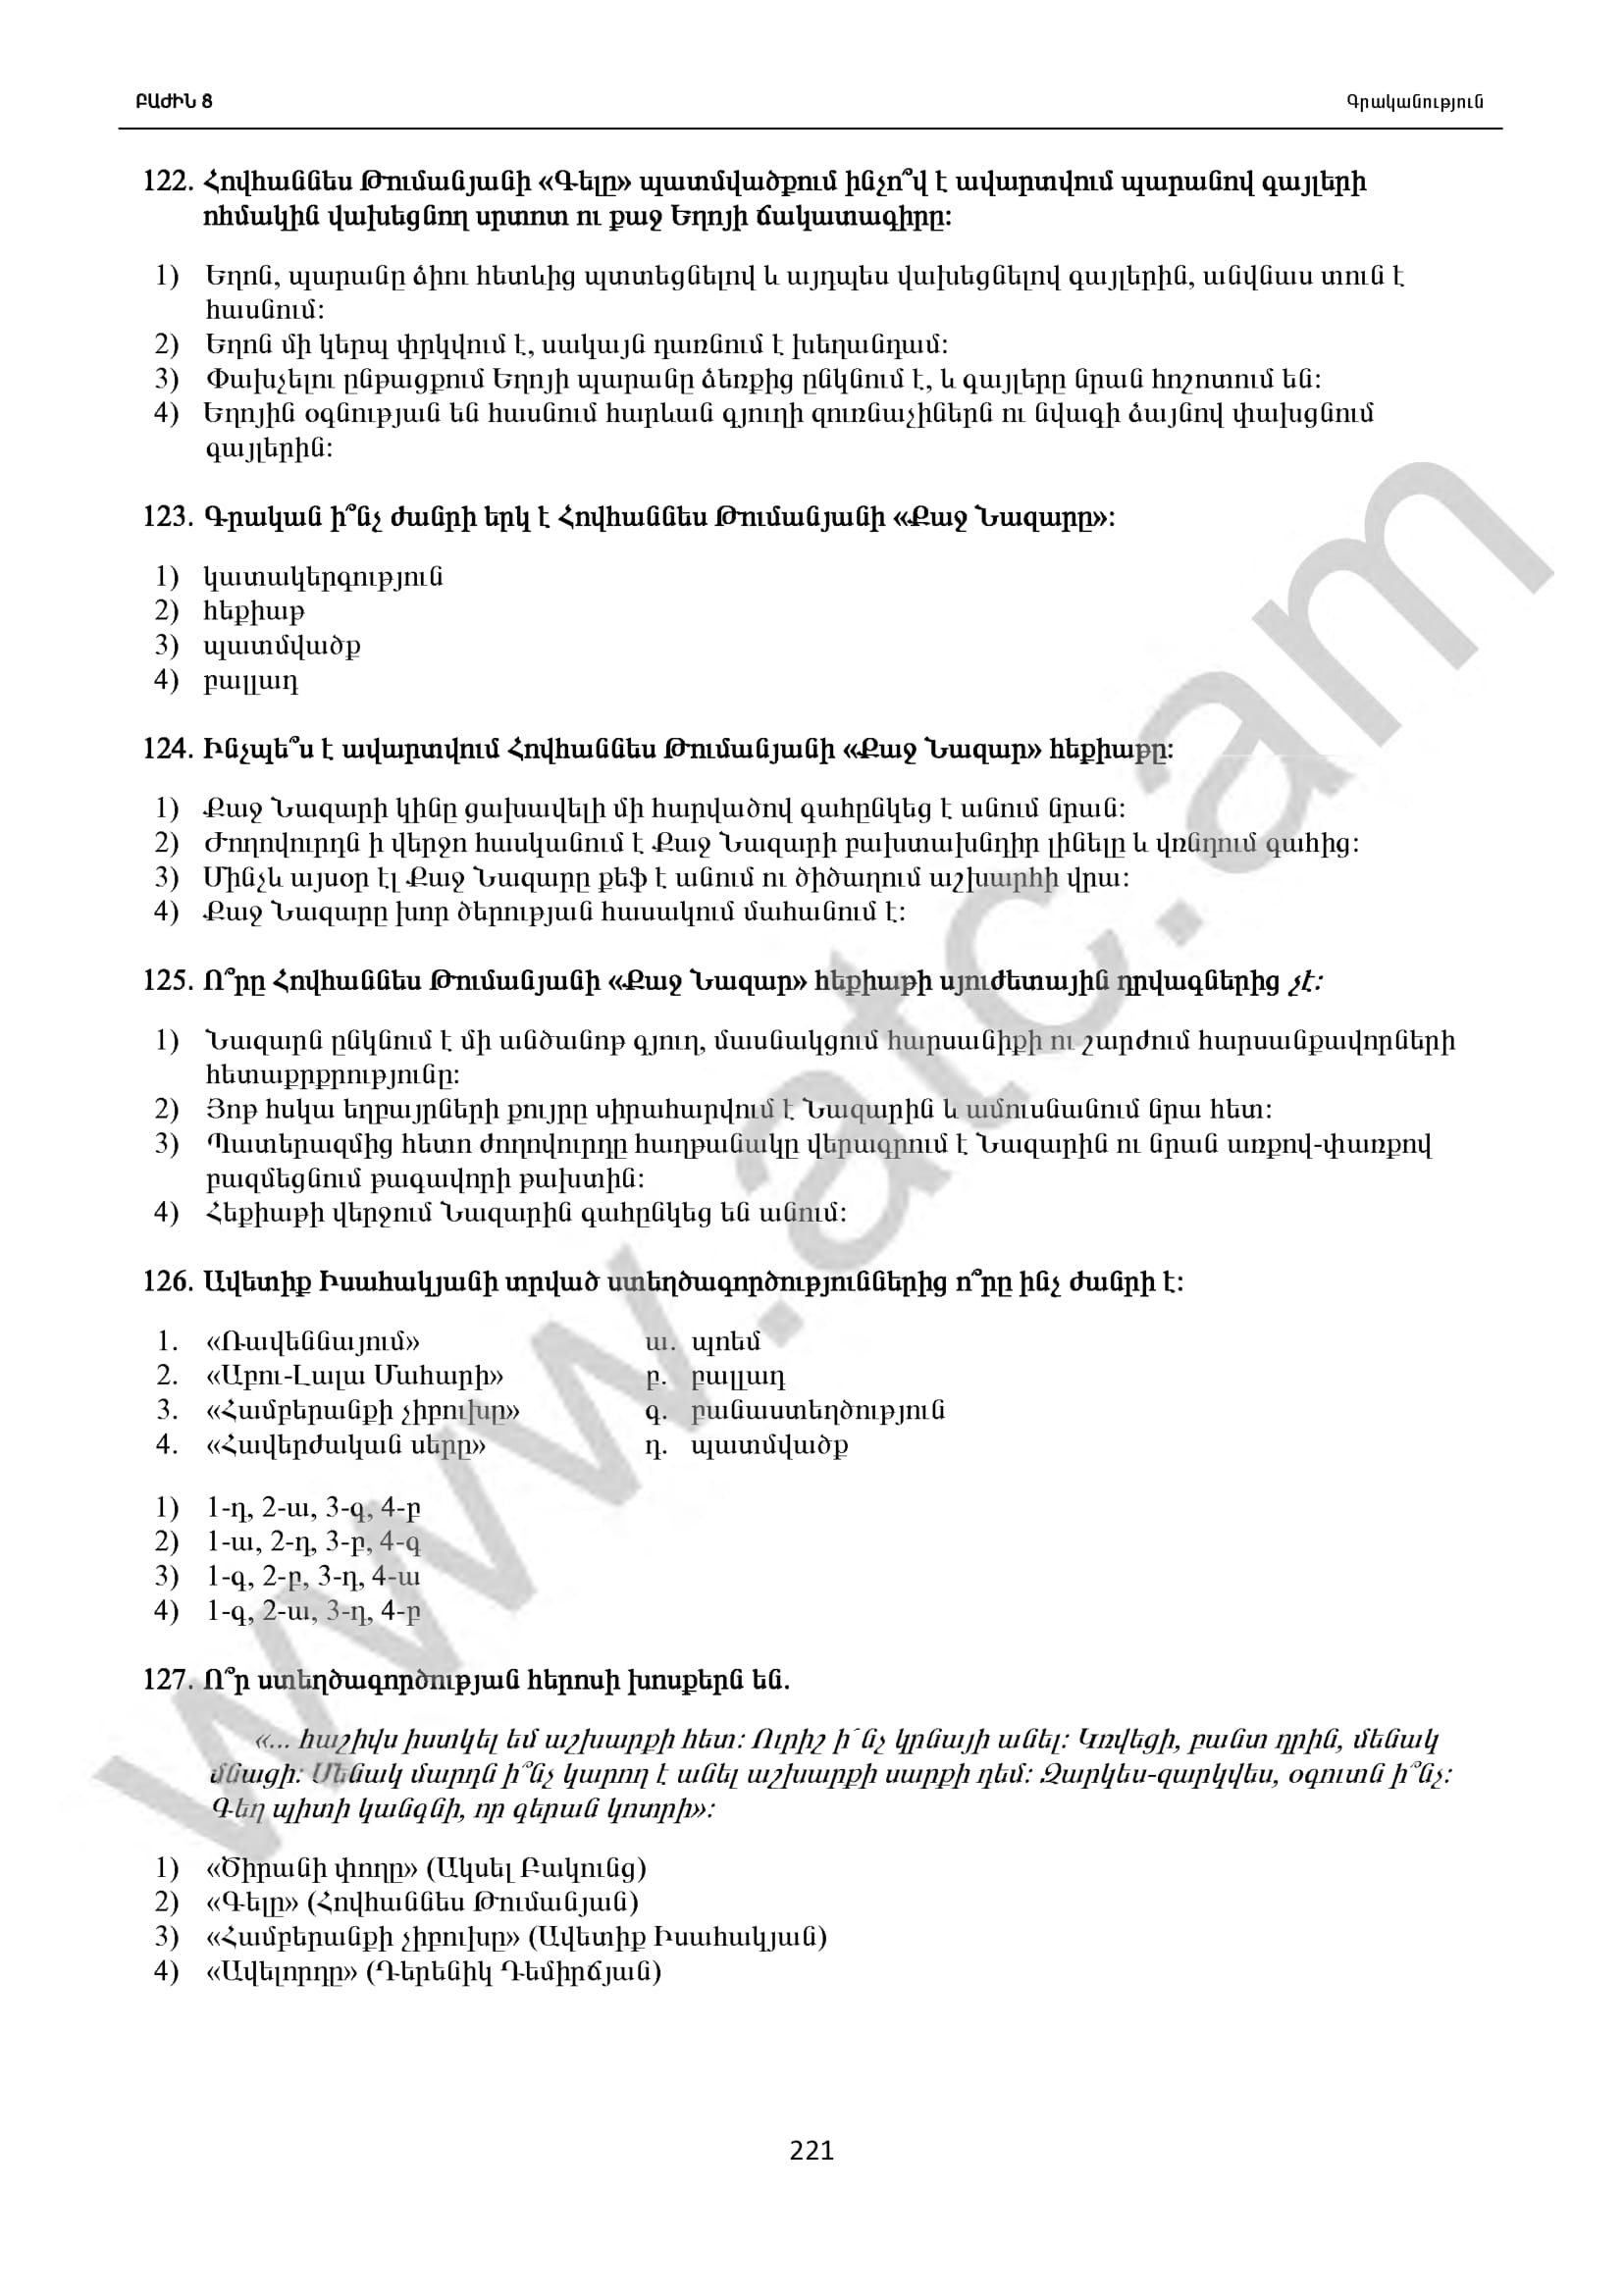 ԲԱԺԻՆ 8 Գրականություն
122. Հովհաննես Թումանյանի «Գելը» պատմվածքում ինչո՞վ է ավարտվում պարանով գայլերի
ոհմակին վախեցնող սրտոտ ու քաջ Եղոյի ճակատագիրը:
1) Եղոն, պարանը ձիու հետևից պտտեցնելով և այդպես վախեցնելով գայլերին, անվնաս տուն է
հասնում:
2) Եղոն մի կերպ փրկվում է, սակայն դառնում է խեղանդամ:
3) Փախչելու ընթացքում Եղոյի պարանը ձեռքից ընկնում է, և գայլերը նրան հոշոտում են:
4) Եղոյին օգնության են հասնում հարևան գյուղի զուռնաչիներն ու նվագի ձայնով փախցնում
գայլերին:
123. Գրական ի՞նչ ժանրի երկ է Հովհաննես Թումանյանի «Քաջ Նազարը»:
1) կատակերգություն
2) հեքիաթ
3) պատմվածք
4) բալլադ
124. Ինչպե՞ս է ավարտվում Հովհաննես Թումանյանի «Քաջ Նազար» հեքիաթը:
1) Քաջ Նազարի կինը ցախավելի մի հարվածով գահընկեց է անում նրան:
2) Ժողովուրդն ի վերջո հասկանում է Քաջ Նազարի բախտախնդիր լինելը և վռնդում գահից:
3) Մինչև այսօր էլ Քաջ Նազարը քեֆ է անում ու ծիծաղում աշխարհի վրա:
4) Քաջ Նազարը խոր ծերության հասակում մահանում է:
125. Ո՞րը Հովհաննես Թումանյանի «Քաջ Նազար» հեքիաթի սյուժետային դրվագներից չէ:
1) Նազարն ընկնում է մի անծանոթ գյուղ, մասնակցում հարսանիքի ու շարժում հարսանքավորների
հետաքրքրությունը:
2) Յոթ հսկա եղբայրների քույրը սիրահարվում է Նազարին և ամուսնանում նրա հետ:
3) Պատերազմից հետո ժողովուրդը հաղթանակը վերագրում է Նազարին ու նրան առքով-փառքով
բազմեցնում թագավորի թախտին:
4) Հեքիաթի վերջում Նազարին գահընկեց են անում:
126. Ավետիք Իսահակյանի տրված ստեղծագործություններից ո՞րը ինչ ժանրի է:
1. «Ռավեննայում» ա. պոեմ
2. «Աբու-Լալա Մահարի» բ. բալլադ
3. «Համբերանքի չիբուխը» գ. բանաստեղծություն
4. «Հավերժական սերը» դ. պատմվածք
1) 1-դ, 2-ա, 3-գ, 4-բ
2) 1-ա, 2-դ, 3-բ, 4-գ
3) 1-գ, 2-բ, 3-դ, 4-ա
4) 1-գ, 2-ա, 3-դ, 4-բ
127. Ո՞ր ստեղծագործության հերոսի խոսքերն են.
«... հաշիվս խտկել եմ աշխարքի հետ: Ուրիշ ի՜նչ կրնայի անել: Կռվեցի, բանտ դրին, մենակ
մնացի: Մենակ մարդն ի՞նչ կարող է անել աշխարքի սարքի դեմ: Զարկես-զարկվես, օգուտն ի՞նչ:
Գեղ պիտի կանգնի, որ գերան կոտրի»:
1) «Ծիրանի փողը» (Ակսել Բակունց)
2) «Գելը» (Հովհաննես Թումանյան)
3) «Համբերանքի չիբուխը» (Ավետիք Իսահակյան)
4) «Ավելորդը» (Դերենիկ Դեմիրճյան)
www.atc.am
221